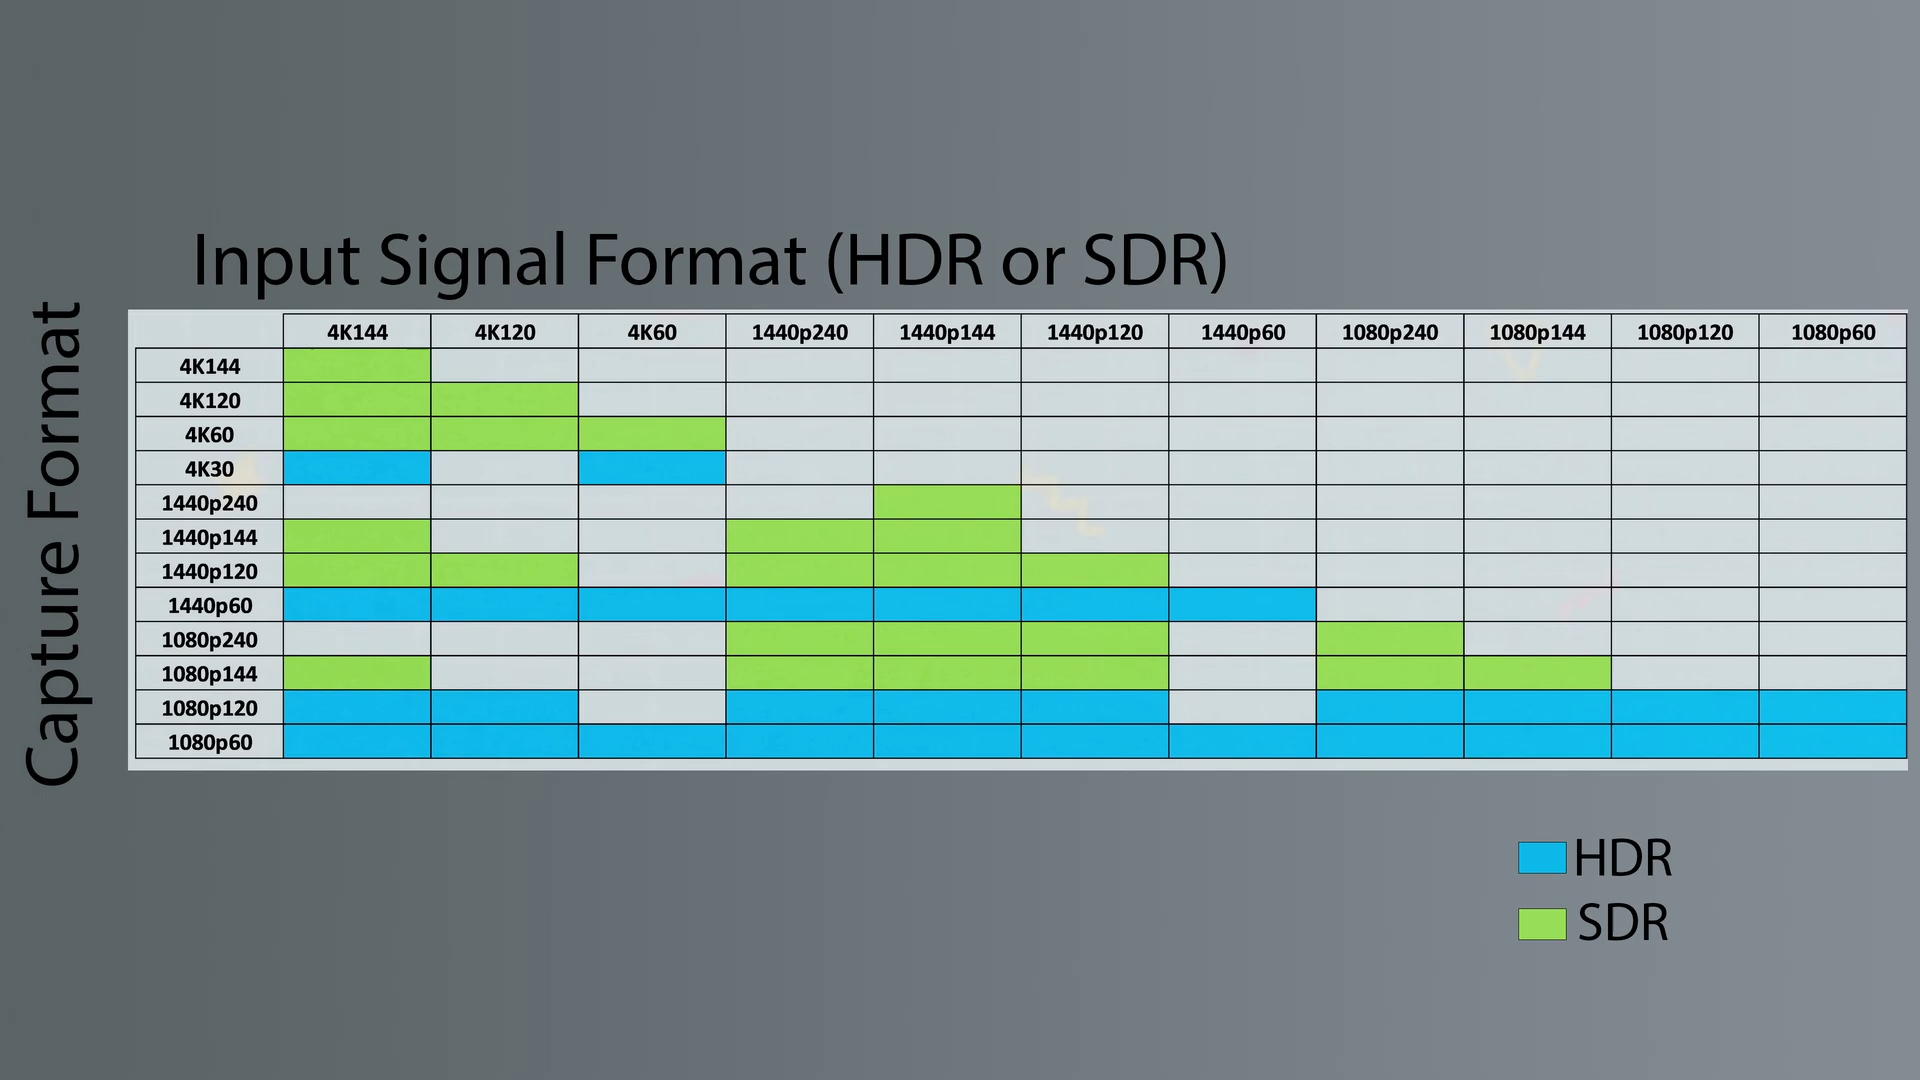 Input Signal Format (HDR or SDR)
Capture Format
4K144 4K120 4K60 1440p240 1440p144 1440p120 1440p60 1080p240 1080p144 1080p120 1080p60
4K144
4K120
4K60
4K30
1440p240
1440p144
1440p120
1440p60
1080p240
1080p144
1080p120
1080p60
HDR
SDR